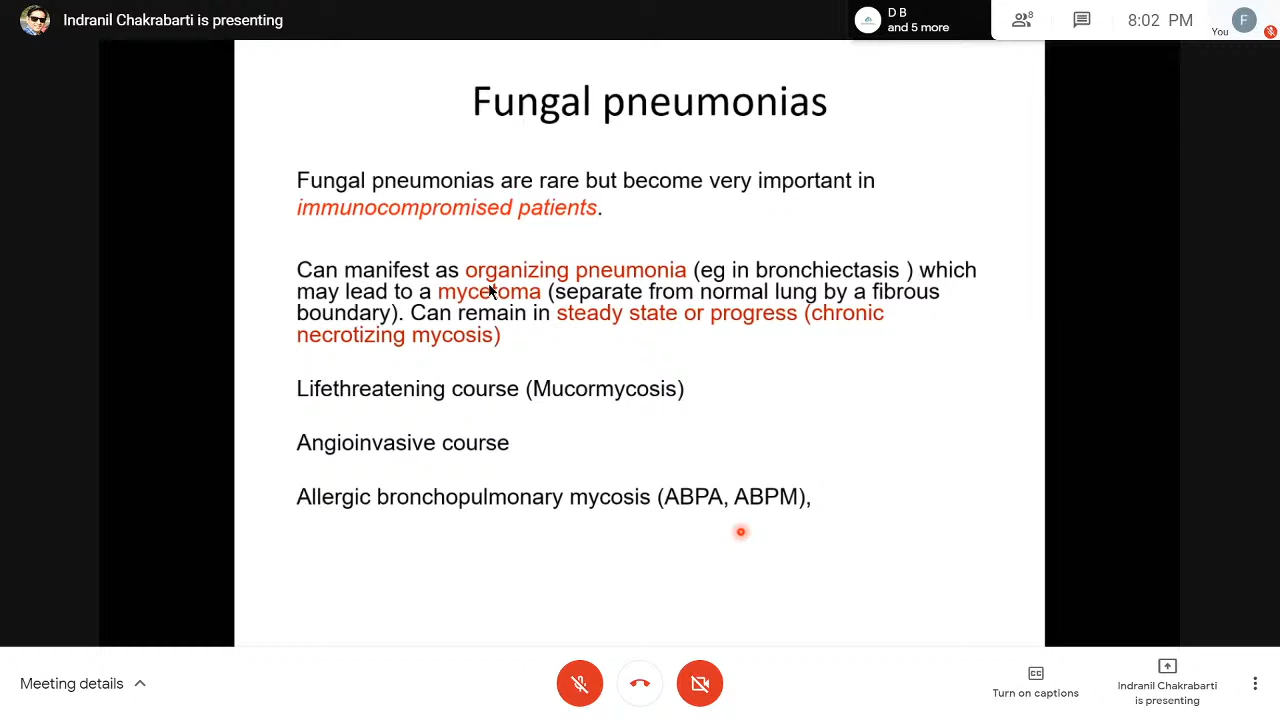 Indranil Chakrabarti is presenting
D B
and 5 more
8
8:02 PM
You
F
Fungal pneumonias
Fungal pneumonias are rare but become very important in
immunocompromised patients.
Can manifest as organizing pneumonia (eg in bronchiectasis ) which
may lead to a mycetoma (separate from normal lung by a fibrous
boundary). Can remain in steady state or progress (chronic
necrotizing mycosis)
Lifethreatening course (Mucormycosis)
Angioinvasive course
Allergic bronchopulmonary mycosis (ABPA, ABPM),
Meeting details
CC
Turn on captions
Indranil Chakrabarti
is presenting